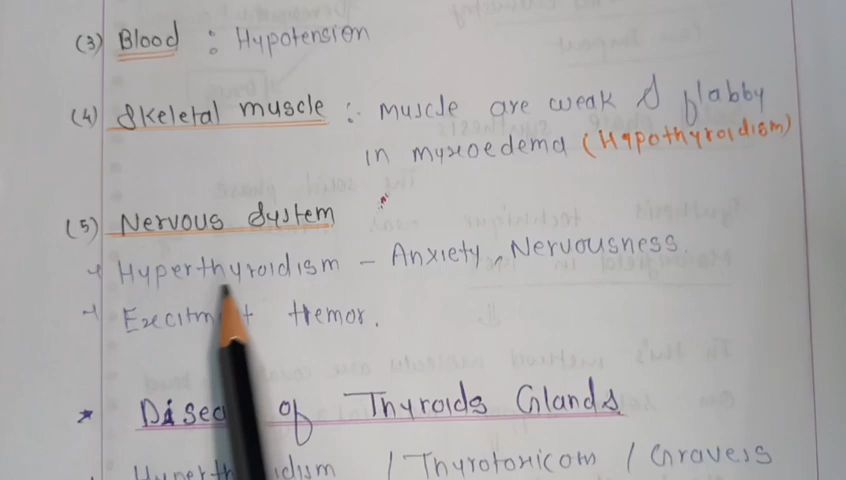 (3) Blood : Hypotension
(4) Skeletal muscle : muscle are weak & flabby
in myxoedema (Hypothyroidism)
(5) Nervous System
Hyperthyroidism - Anxiety, Nervousness.
tremor.
* of Thyroids Glands
/ Thyrotoxicom / Graves